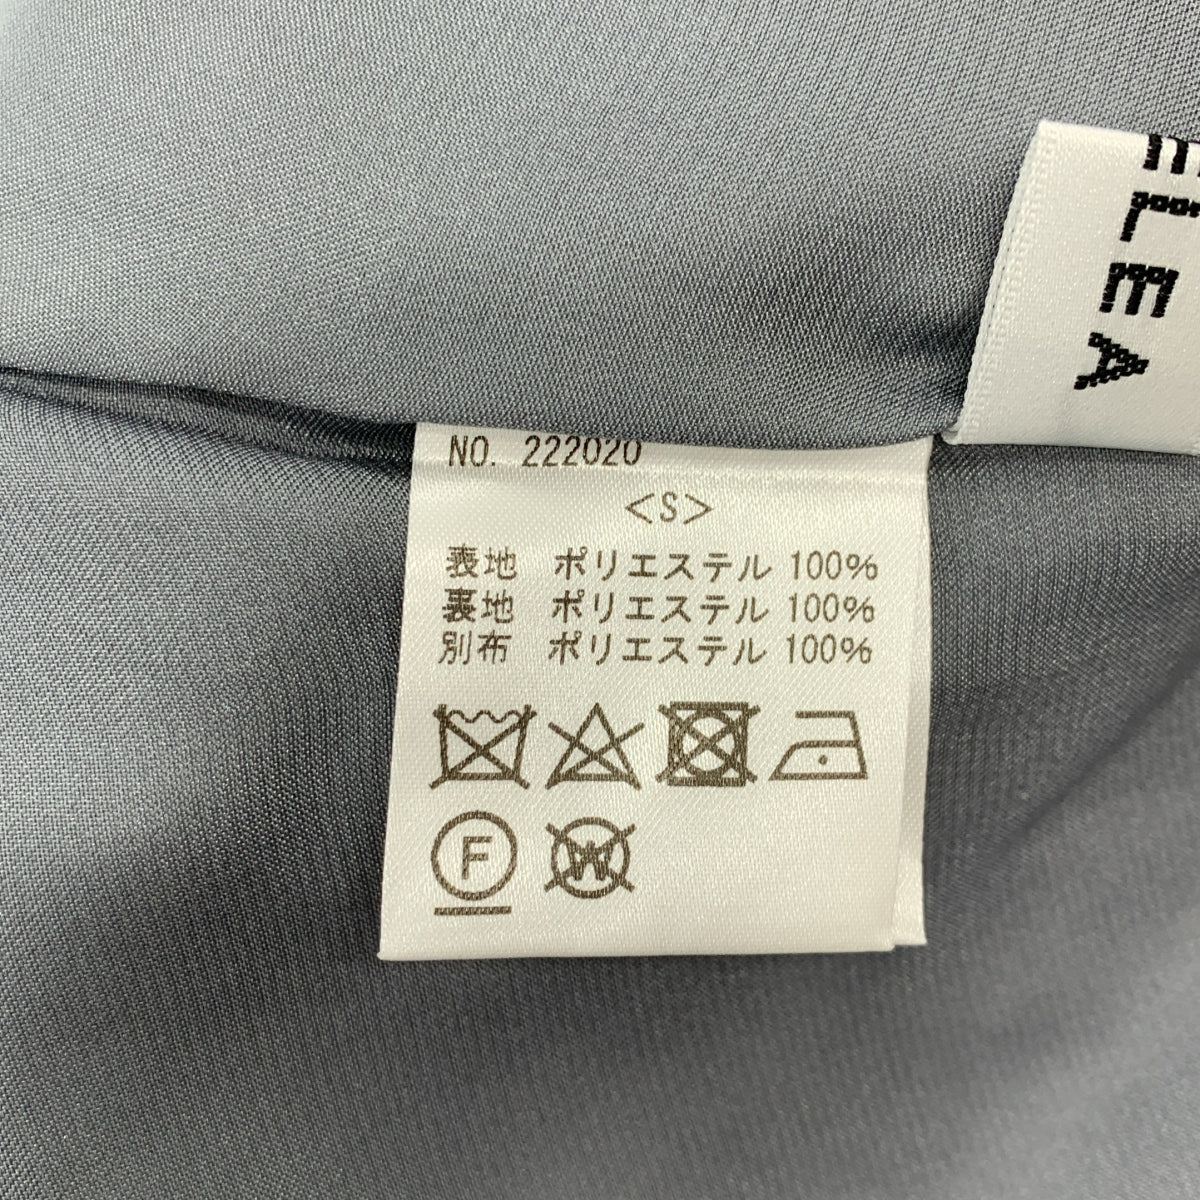 ELEA
NO. 222020
<S>
表地 ポリエステル 100%
裏地 ポリエステル 100%
別布 ポリエステル 100%
F
W